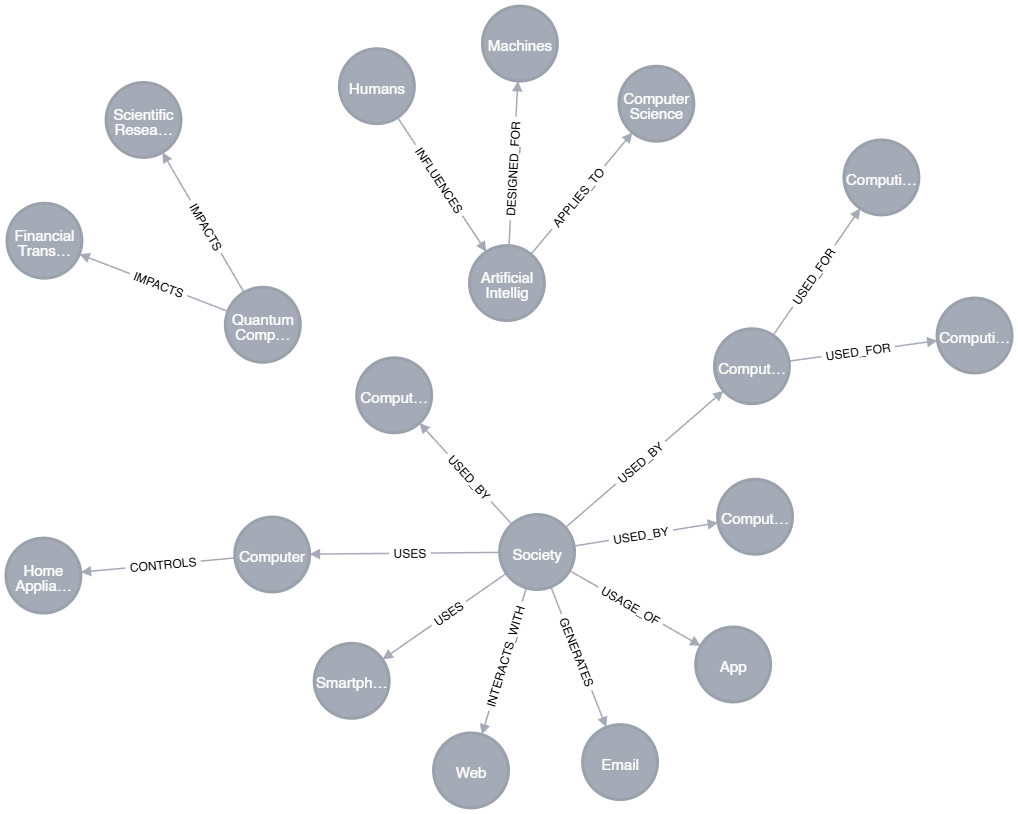 Machines
Humans
Computer
Science
Scientific
Resea…
INFLUENCES
DESIGNED_FOR
APPLIES_TO
Computi…
IMPACTS
Financial
Trans…
IMPACTS
Artificial
Intellig
USED_FOR
Quantum
Comp…
Computi…
USED_FOR
Comput…
Comput…
USED_BY
USED_BY
Comput…
USED_BY
Society
USES
Computer
CONTROLS
Home
Applia…
USES
USAGE_OF
INTERACTS_WITH
GENERATES
App
Smartph…
Web
Email